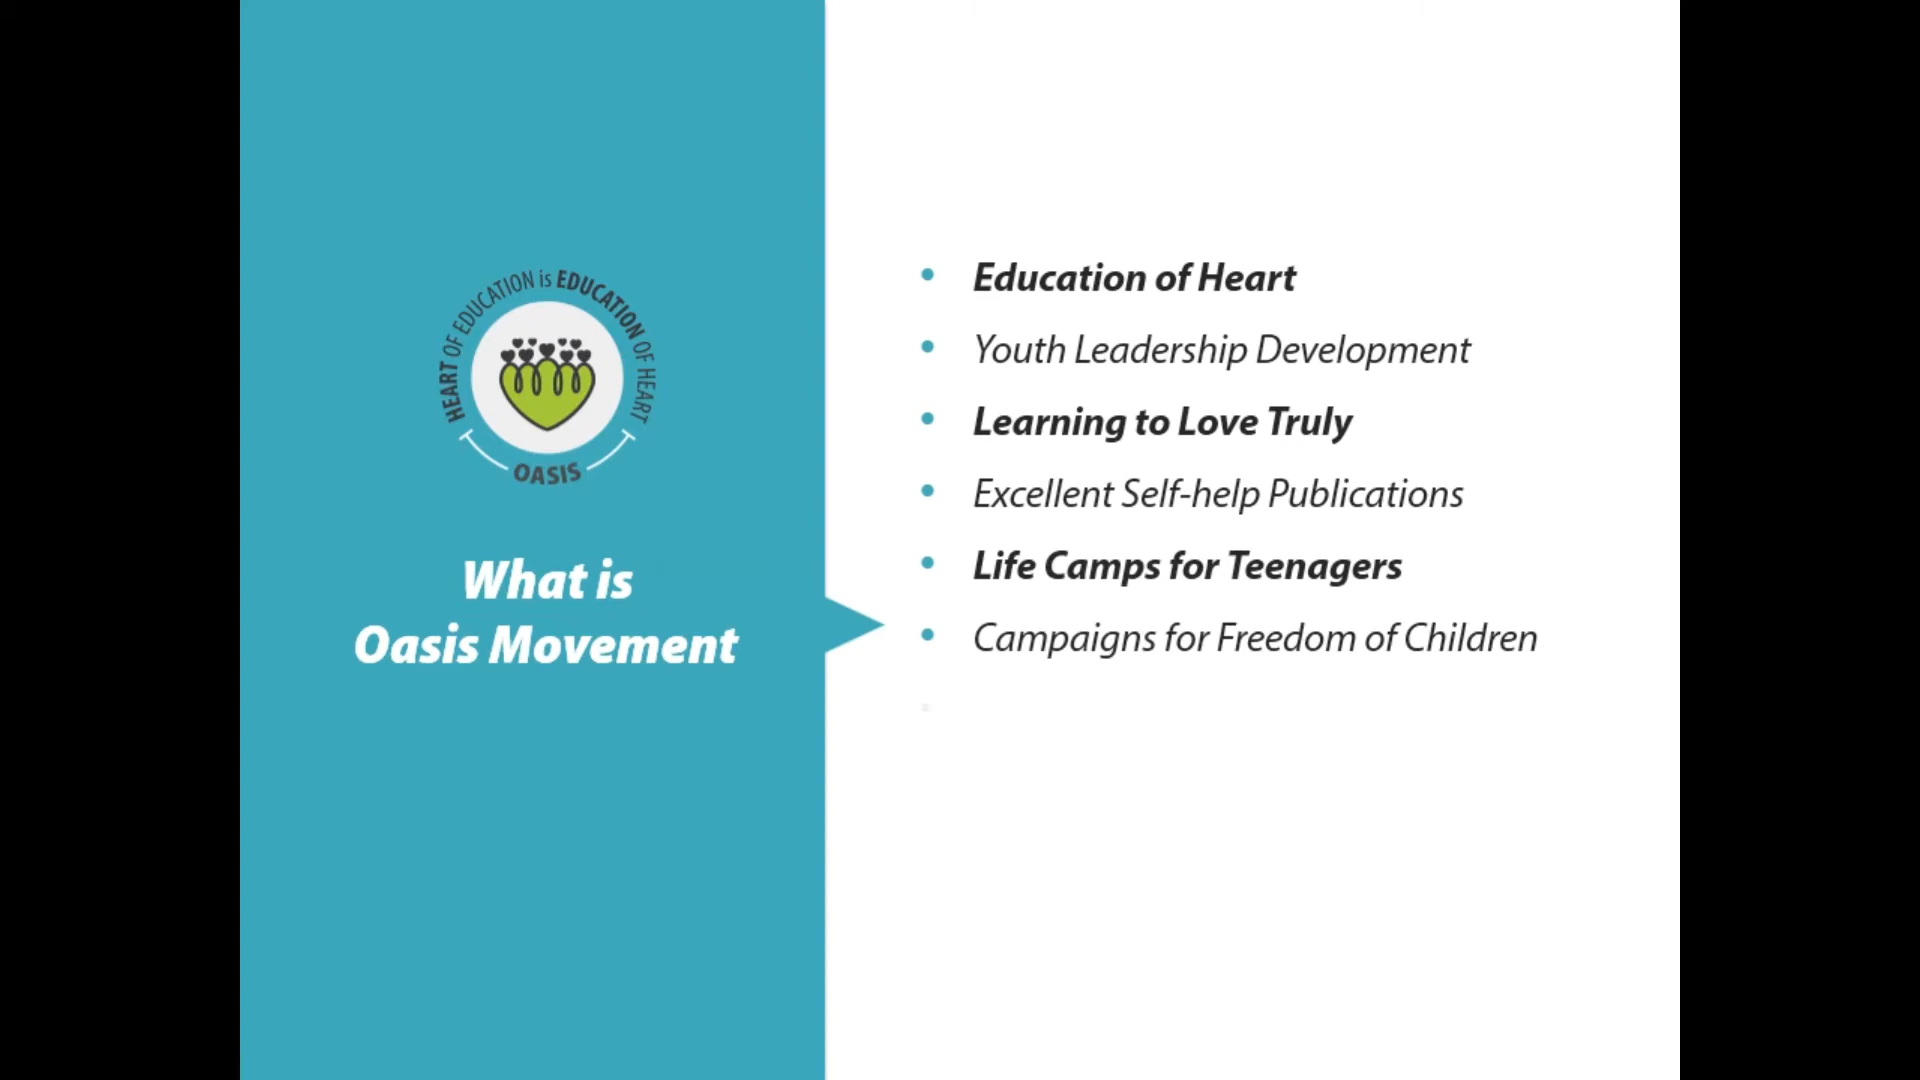 HEART OF EDUCATION is EDUCATION OF HEART
OASIS
What is
Oasis Movement
• Education of Heart
• Youth Leadership Development
• Learning to Love Truly
• Excellent Self-help Publications
• Life Camps for Teenagers
• Campaigns for Freedom of Children